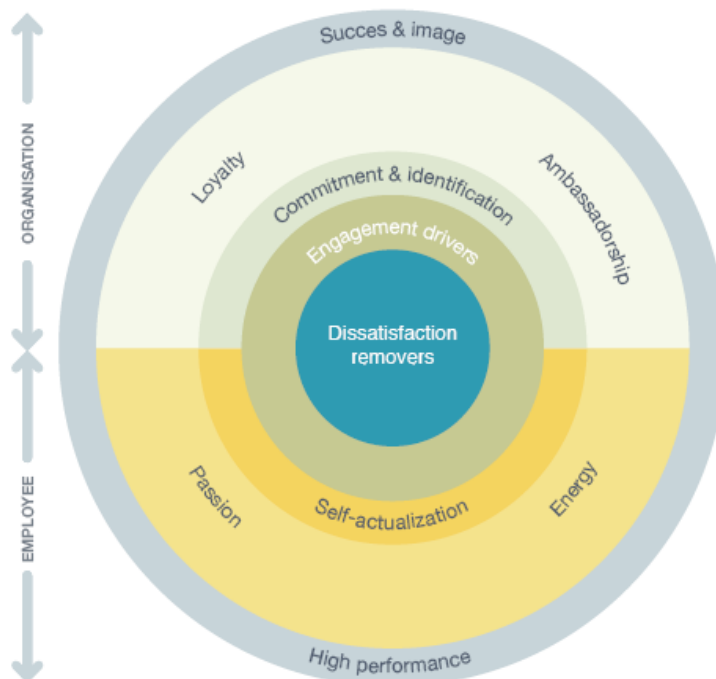 Succes & image
ORGANISATION
Loyalty
Ambassadorship
Commitment & identification
Engagement drivers
Dissatisfaction
removers
EMPLOYEE
Passion
Self-actualization
Energy
High performance